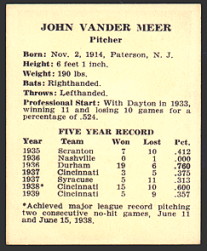 JOHN VANDER MEER
Pitcher
Born: Nov. 2, 1914, Paterson, N. J.
Height: 6 feet 1 inch.
Weight: 190 lbs.
Bats: Righthanded.
Throws: Lefthanded.
Professional Start: With Dayton in 1933,
winning 11 and losing 10 games for a
percentage of .524.
FIVE YEAR RECORD
Year Team Won Lost Pct.
1935 Scranton 7 10 .412
1936 Nashville 0 1 .000
1936 Durham 19 6 .760
1937 Cincinnati 3 5 .375
1937 Syracuse 5 11 .313
1938* Cincinnati 15 10 .600
1939 Cincinnati 5 9 .357
*Achieved major league record pitching
two consecutive no-hit games, June 11
and June 15, 1938.